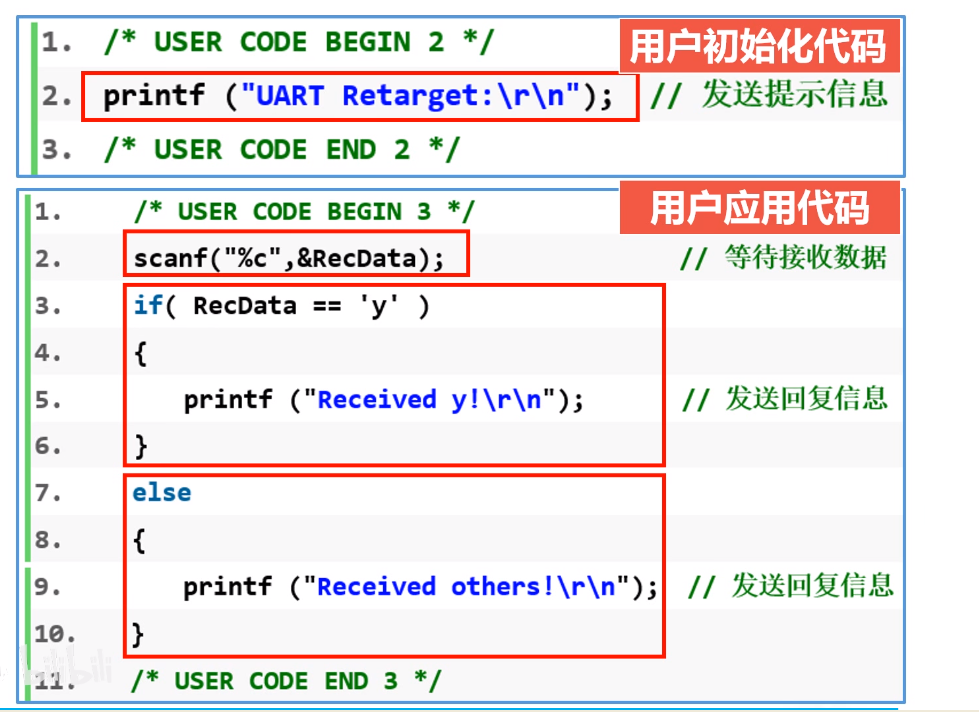 用户初始化代码
1. /* USER CODE BEGIN 2 */
2. printf ("UART Retarget:\r\n"); // 发送提示信息
3. /* USER CODE END 2 */
用户应用代码
1. /* USER CODE BEGIN 3 */
2. scanf("%c",&RecData); // 等待接收数据
3. if( RecData == 'y' )
4. {
5. printf ("Received y!\r\n"); // 发送回复信息
6. }
7. else
8. {
9. printf ("Received others!\r\n"); // 发送回复信息
10. }
11. /* USER CODE END 3 */
bilibili